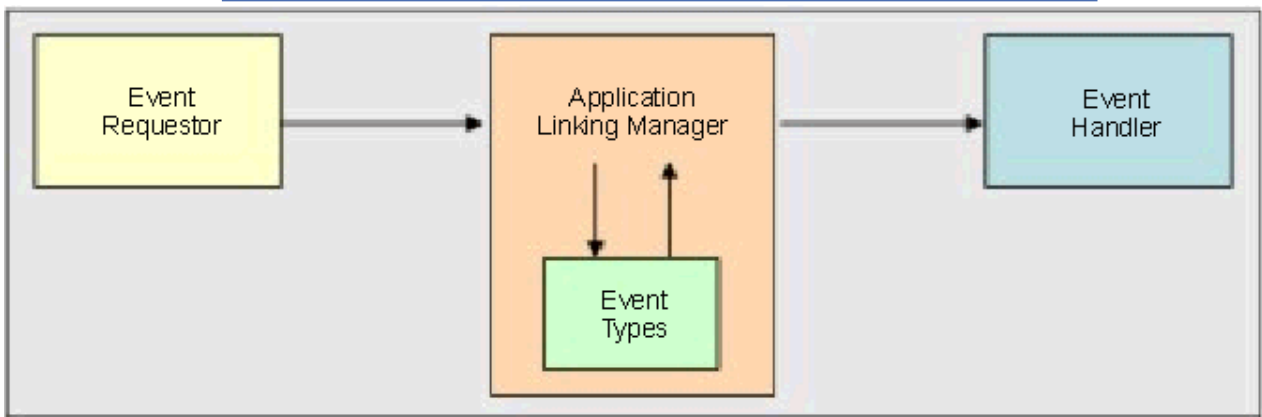 Event
Requestor
Application
Linking Manager
Event
Types
Event
Handler